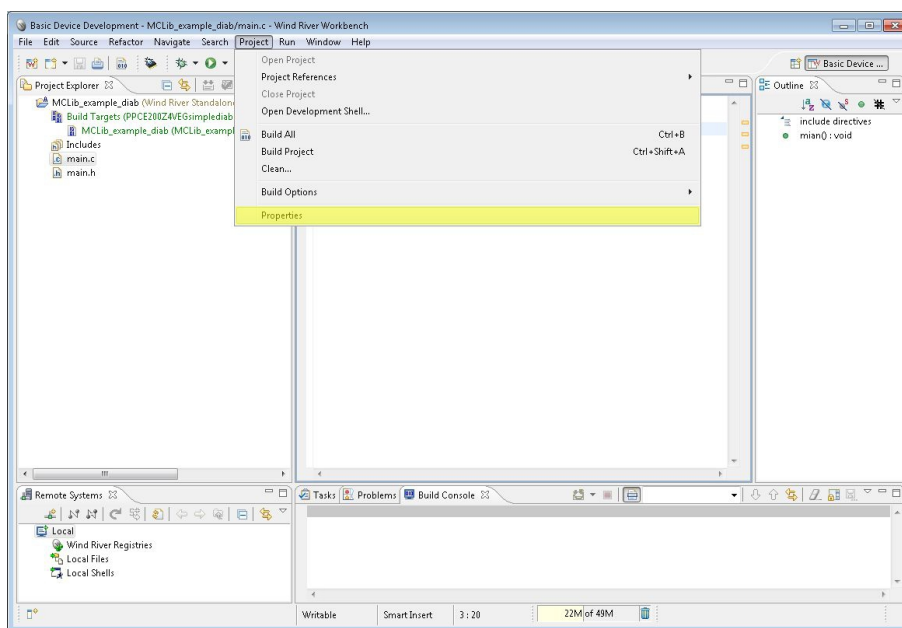 Basic Device Development - MCLib_example_diab/main.c - Wind River Workbench
File Edit Source Refactor Navigate Search Project Run Window Help
Open Project
Project References
Close Project
Open Development Shell...
Build All Ctrl+B
Build Project Ctrl+Shift+A
Clean...
Build Options
Properties
Basic Device ...
Project Explorer
MCLib_example_diab (Wind River Standalon
Build Targets (PPCE200Z4VEGsimplediab
MCLib_example_diab (MCLib_exampl
Includes
main.c
main.h
Outline
include directives
mian() : void
Remote Systems
Local
Wind River Registries
Local Files
Local Shells
Tasks Problems Build Console
Writable Smart Insert 3 : 20 22M of 49M